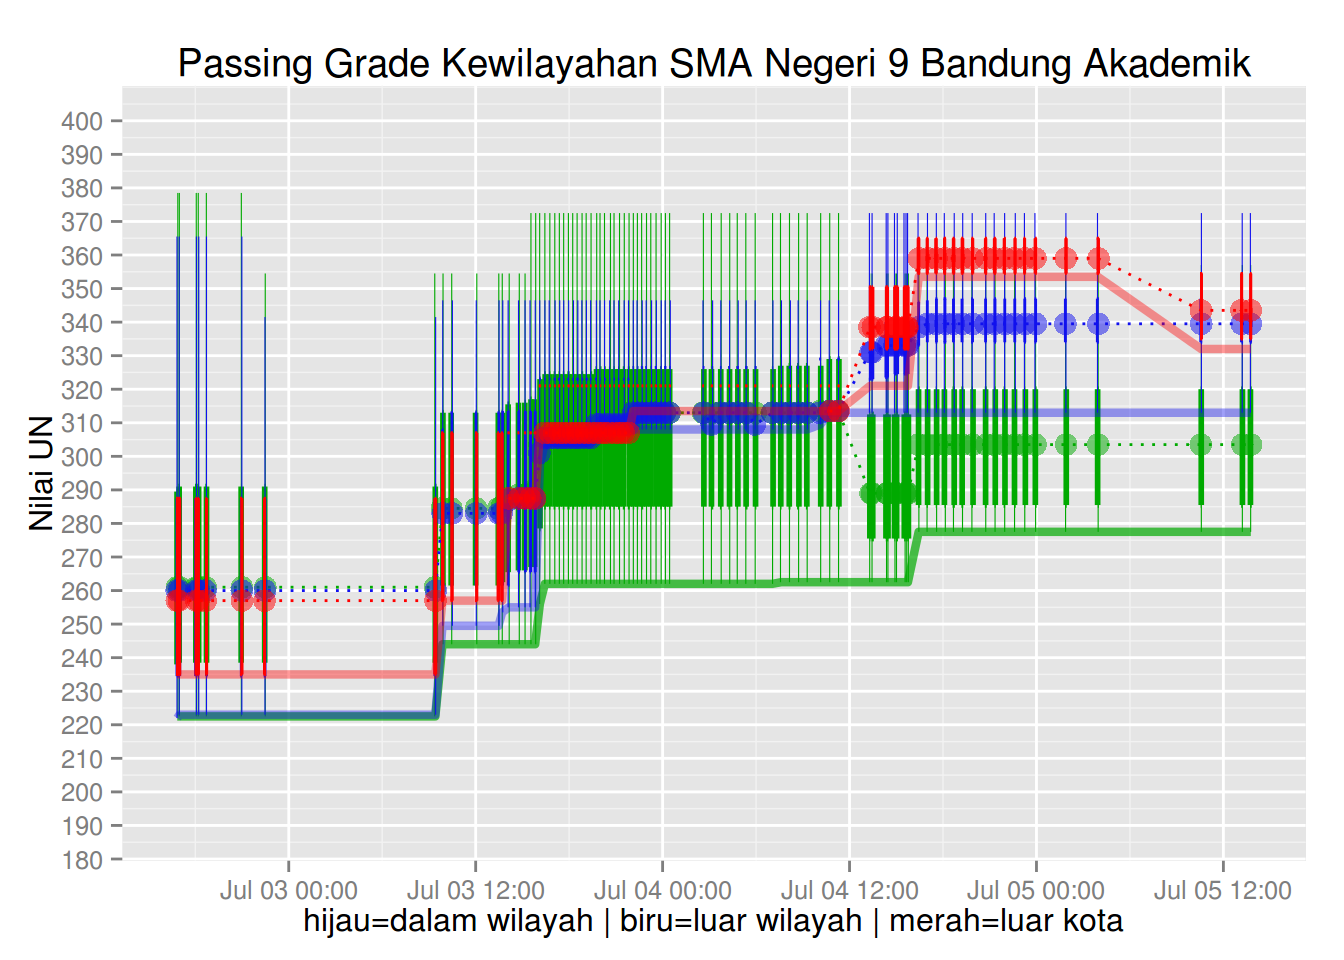 Passing Grade Kewilayahan SMA Negeri 9 Bandung Akademik
Nilai UN
400
390
380
370
360
350
340
330
320
310
300
290
280
270
260
250
240
230
220
210
200
190
180
Jul 03 00:00
Jul 03 12:00
Jul 04 00:00
Jul 04 12:00
Jul 05 00:00
Jul 05 12:00
hijau=dalam wilayah | biru=luar wilayah | merah=luar kota